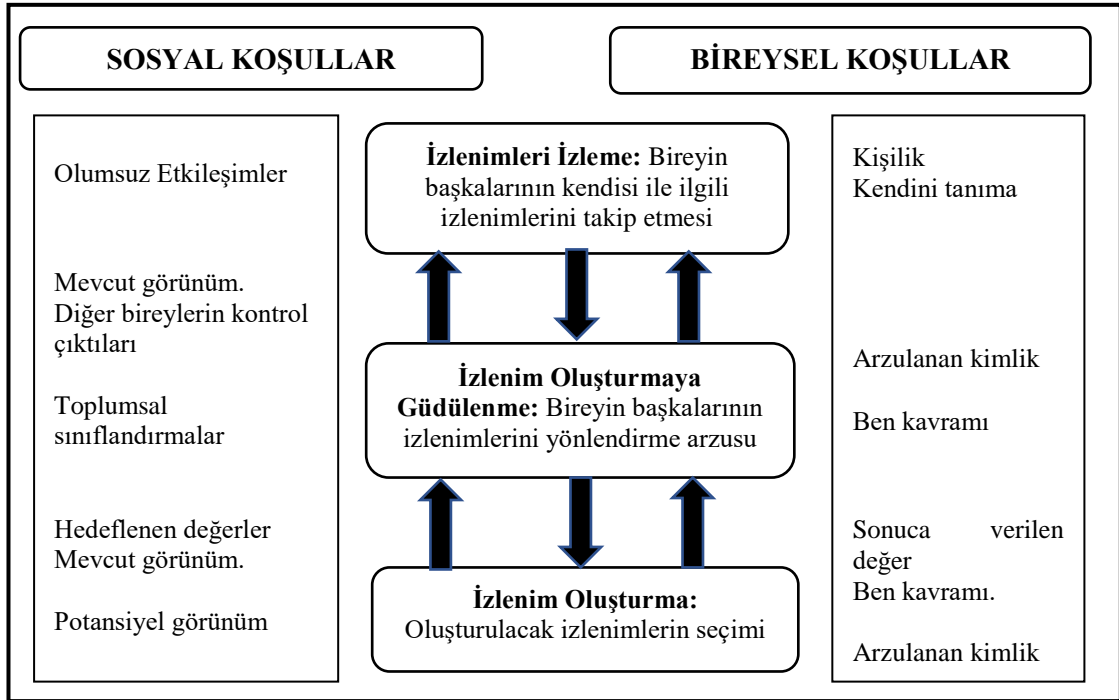 SOSYAL KOŞULLAR
BİREYSEL KOŞULLAR
Olumsuz Etkileşimler
Mevcut görünüm.
Diğer bireylerin kontrol
çıktıları
Toplumsal
sınıflandırmalar
Hedeflenen değerler
Mevcut görünüm.
Potansiyel görünüm
İzlenimleri İzleme: Bireyin
başkalarının kendisi ile ilgili
izlenimlerini takip etmesi
İzlenim Oluşturmaya
Güdülenme: Bireyin başkalarının
izlenimlerini yönlendirme arzusu
İzlenim Oluşturma:
Oluşturulacak izlenimlerin seçimi
Kişilik
Kendini tanıma
Arzulanan kimlik
Ben kavramı
Sonuca verilen
değer
Ben kavramı.
Arzulanan kimlik